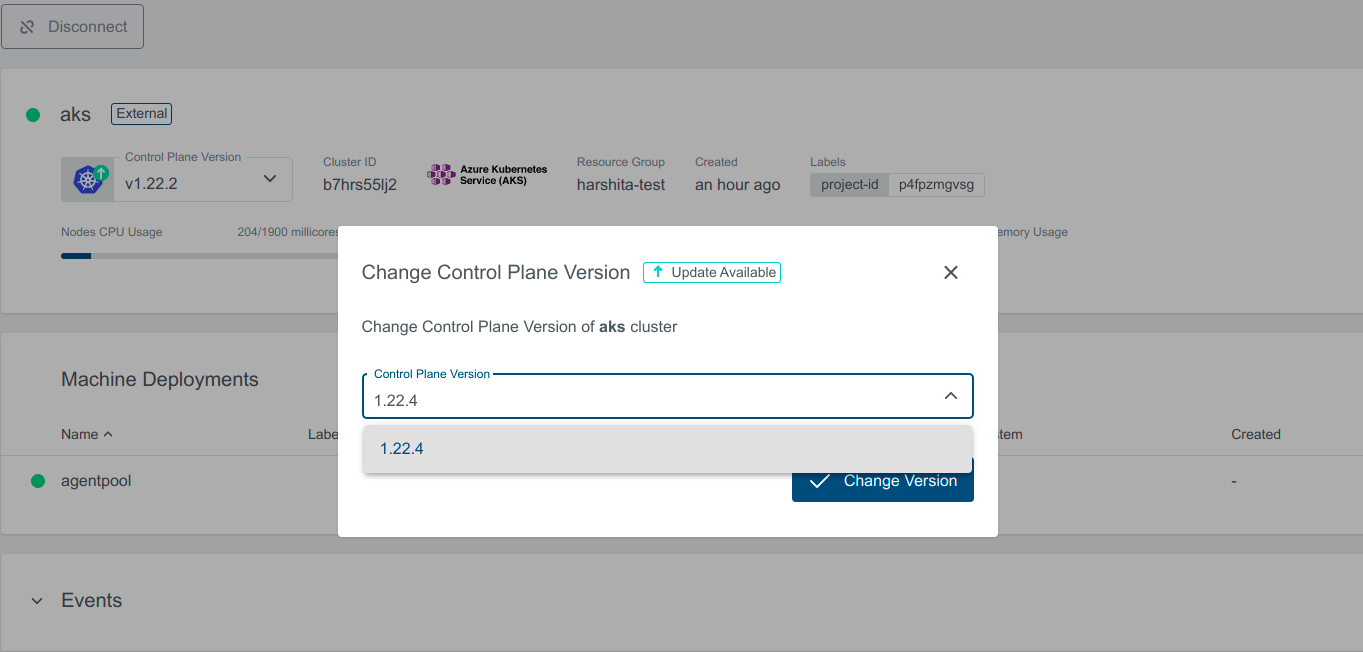 Disconnect
aks External
Control Plane Version
v1.22.2
Cluster ID
b7hrs55lj2
Azure Kubernetes
Service (AKS)
Resource Group
harshita-test
Created
an hour ago
Labels
project-id p4fpzmgvsg
Nodes CPU Usage 204/1900 millicores
emory Usage
Change Control Plane Version Update Available
Change Control Plane Version of aks cluster
Control Plane Version
1.22.4
1.22.4
Change Version
Machine Deployments
Name Labe Created
agentpool -
Events